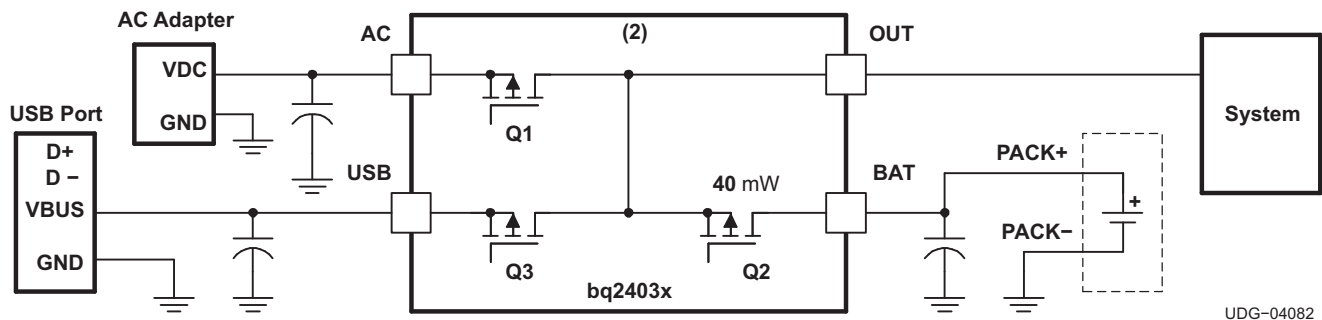 AC Adapter
VDC
GND
USB Port
D+
D −
VBUS
GND
AC
USB
(2)
Q1
Q3
40 mW
Q2
bq2403x
OUT
BAT
PACK+
+
PACK−
System
UDG−04082